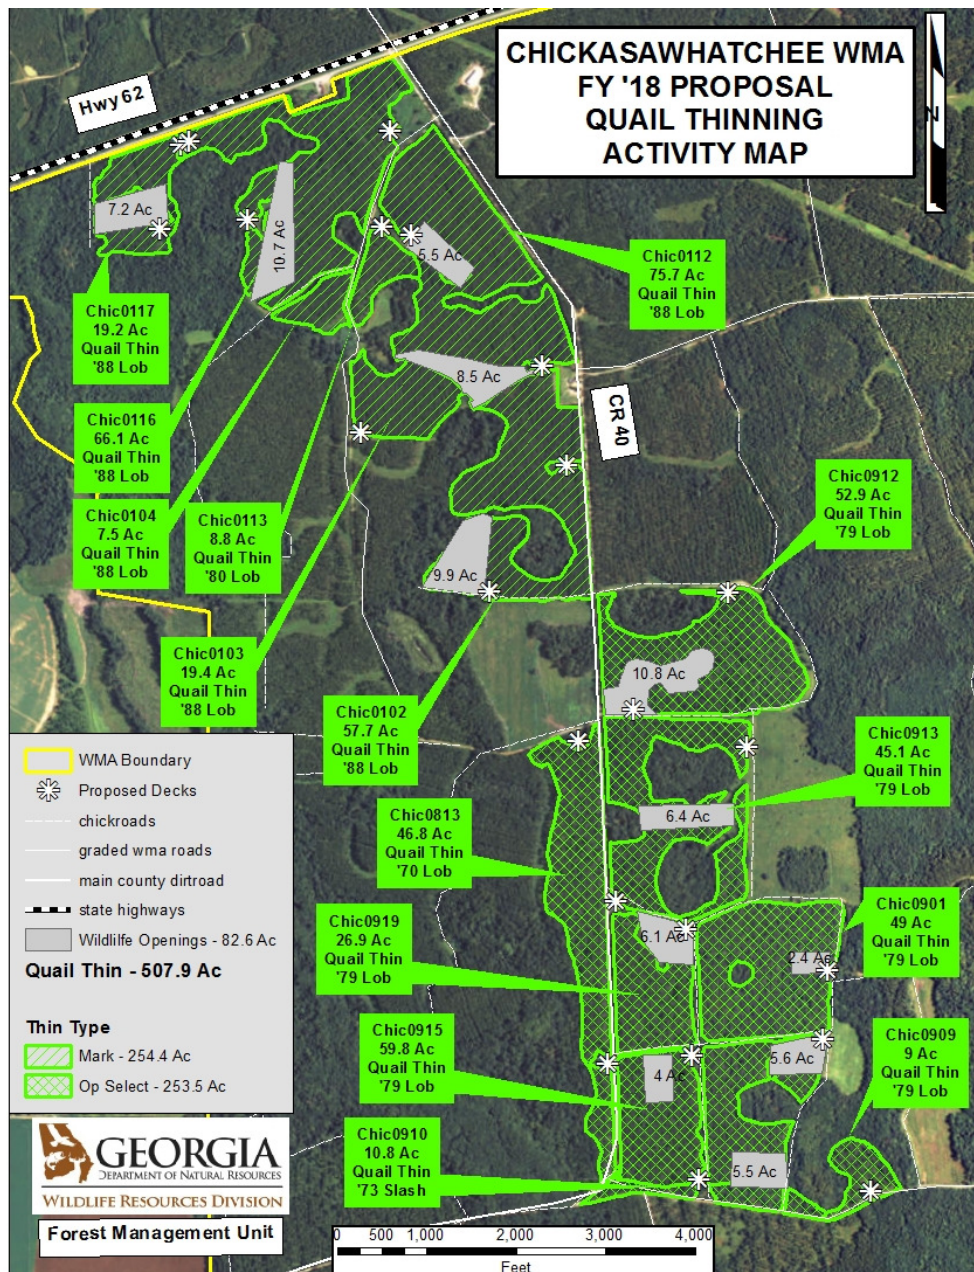 CHICKASAWHATCHEE WMA
FY '18 PROPOSAL
QUAIL THINNING
ACTIVITY MAP
N
Hwy 62
7.2 Ac
10.7 Ac
5.5 Ac
Chic0112
75.7 Ac
Quail Thin
'88 Lob
Chic0117
19.2 Ac
Quail Thin
'88 Lob
8.5 Ac
CR 40
Chic0116
66.1 Ac
Quail Thin
'88 Lob
Chic0104
7.5 Ac
Quail Thin
'88 Lob
Chic0113
8.8 Ac
Quail Thin
'80 Lob
Chic0912
52.9 Ac
Quail Thin
'79 Lob
9.9 Ac
Chic0103
19.4 Ac
Quail Thin
'88 Lob
10.8 Ac
Chic0102
57.7 Ac
Quail Thin
'88 Lob
Chic0913
45.1 Ac
Quail Thin
'79 Lob
6.4 Ac
Chic0813
46.8 Ac
Quail Thin
'70 Lob
Chic0919
26.9 Ac
Quail Thin
'79 Lob
6.1 Ac
2.4 Ac
Chic0901
49 Ac
Quail Thin
'79 Lob
Chic0915
59.8 Ac
Quail Thin
'79 Lob
4 Ac
5.6 Ac
Chic0909
9 Ac
Quail Thin
'79 Lob
Chic0910
10.8 Ac
Quail Thin
'73 Slash
5.5 Ac
WMA Boundary
Proposed Decks
chickroads
graded wma roads
main county dirtroad
state highways
Wildlife Openings - 82.6 Ac
Quail Thin - 507.9 Ac
Thin Type
Mark - 254.4 Ac
Op Select - 253.5 Ac
GEORGIA
DEPARTMENT OF NATURAL RESOURCES
WILDLIFE RESOURCES DIVISION
Forest Management Unit
0 500 1,000 2,000 3,000 4,000
Feet